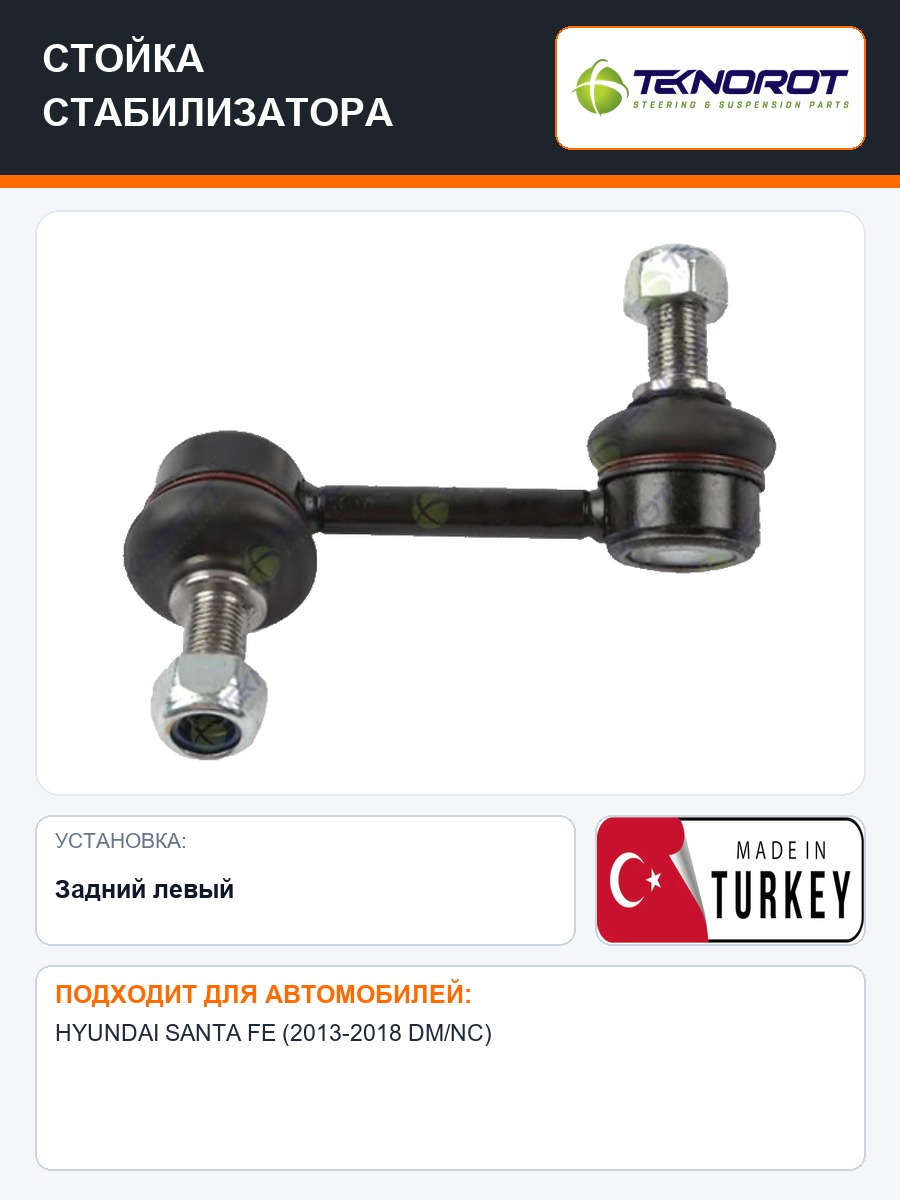 СТОЙКА
СТАБИЛИЗАТОРА
TEKNOROT
STEERING & SUSPENSION PARTS
TEKNOROT
УСТАНОВКА:
Задний левый
MADE IN
TURKEY
ПОДХОДИТ ДЛЯ АВТОМОБИЛЕЙ:
HYUNDAI SANTA FE (2013-2018 DM/NC)